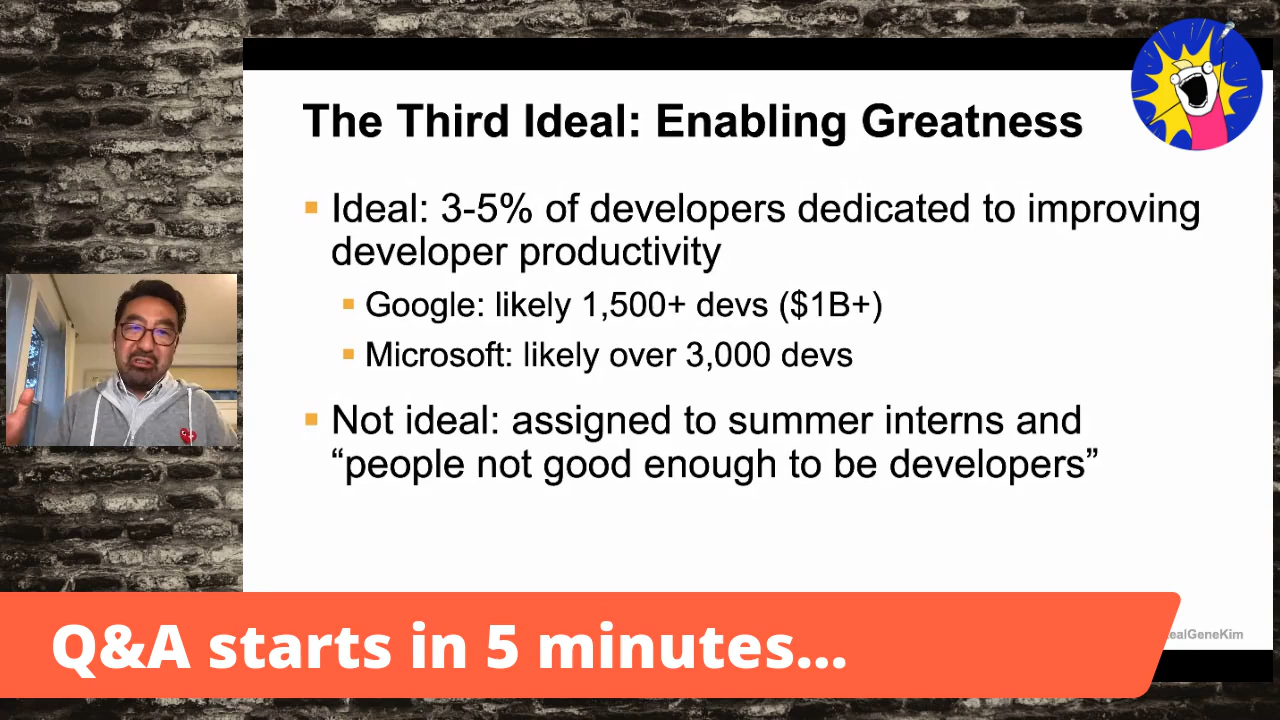 The Third Ideal: Enabling Greatness
Ideal: 3-5% of developers dedicated to improving
developer productivity
Google: likely 1,500+ devs ($1B+)
Microsoft: likely over 3,000 devs
Not ideal: assigned to summer interns and
“people not good enough to be developers”
ealGeneKim
Q&A starts in 5 minutes...